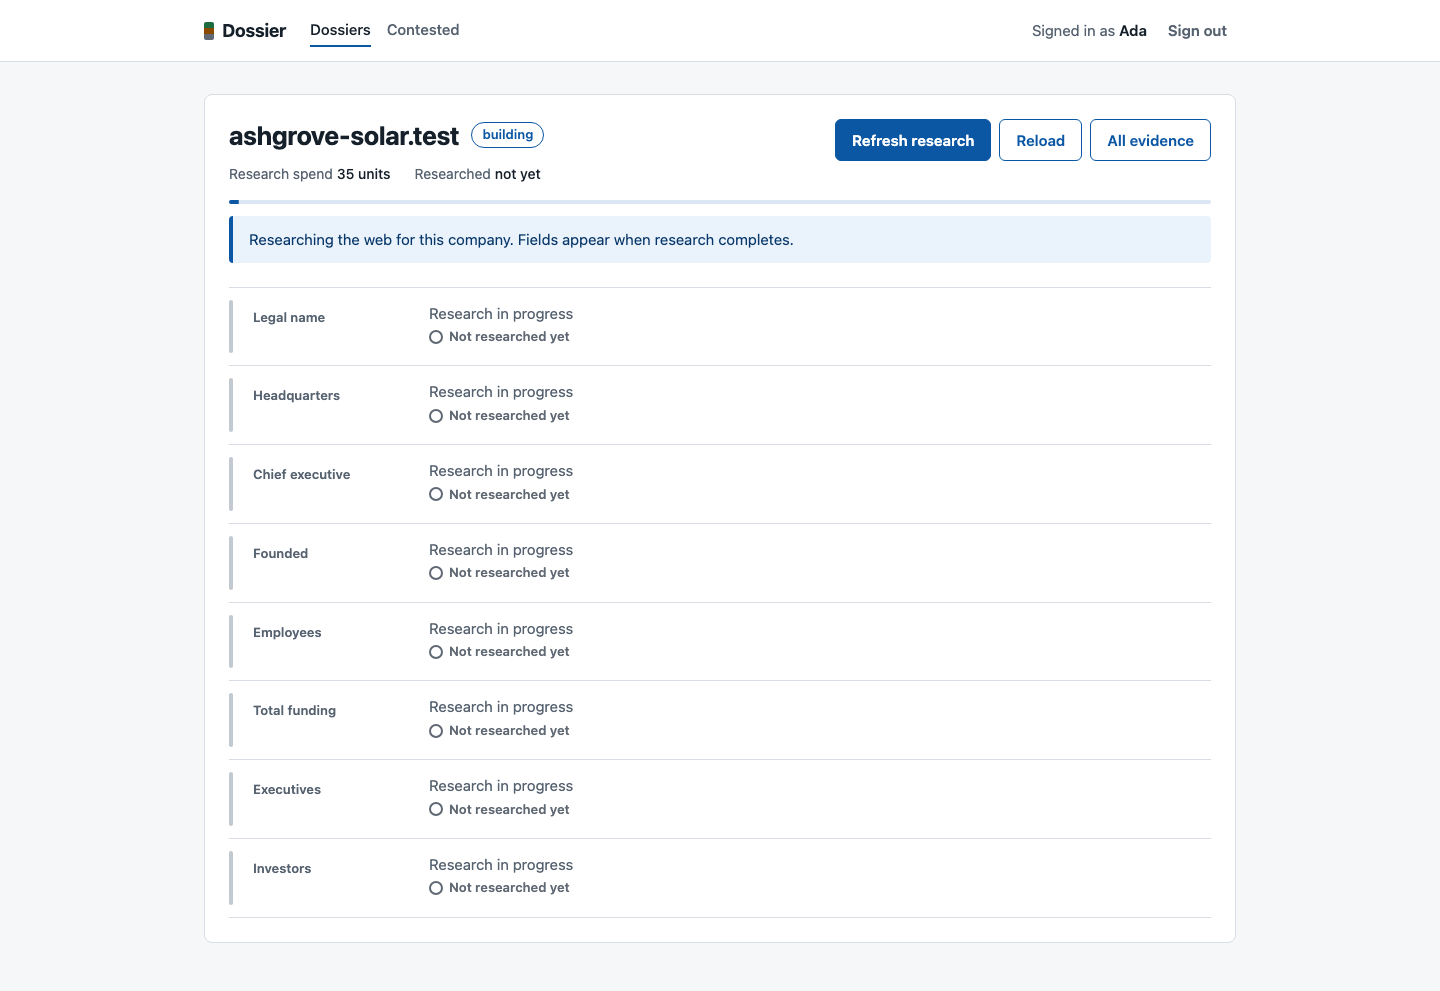 Dossier
Dossiers
Contested
Signed in as Ada
Sign out
ashgrove-solar.test
building
Refresh research
Reload
All evidence
Research spend 35 units
Researched not yet
Researching the web for this company. Fields appear when research completes.
Legal name
Research in progress
Not researched yet
Headquarters
Research in progress
Not researched yet
Chief executive
Research in progress
Not researched yet
Founded
Research in progress
Not researched yet
Employees
Research in progress
Not researched yet
Total funding
Research in progress
Not researched yet
Executives
Research in progress
Not researched yet
Investors
Research in progress
Not researched yet